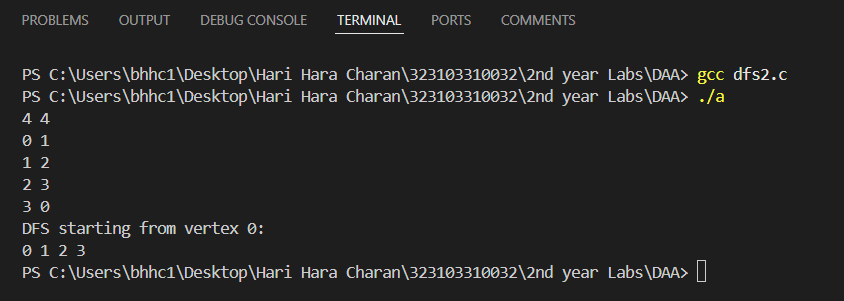 PROBLEMS OUTPUT DEBUG CONSOLE TERMINAL PORTS COMMENTS
PS C:\Users\bhhc1\Desktop\Hari Hara Charan\323103310032\2nd year Labs\DAA> gcc dfs2.c
PS C:\Users\bhhc1\Desktop\Hari Hara Charan\323103310032\2nd year Labs\DAA> ./a
4 4
0 1
1 2
2 3
3 0
DFS starting from vertex 0:
0 1 2 3
PS C:\Users\bhhc1\Desktop\Hari Hara Charan\323103310032\2nd year Labs\DAA>